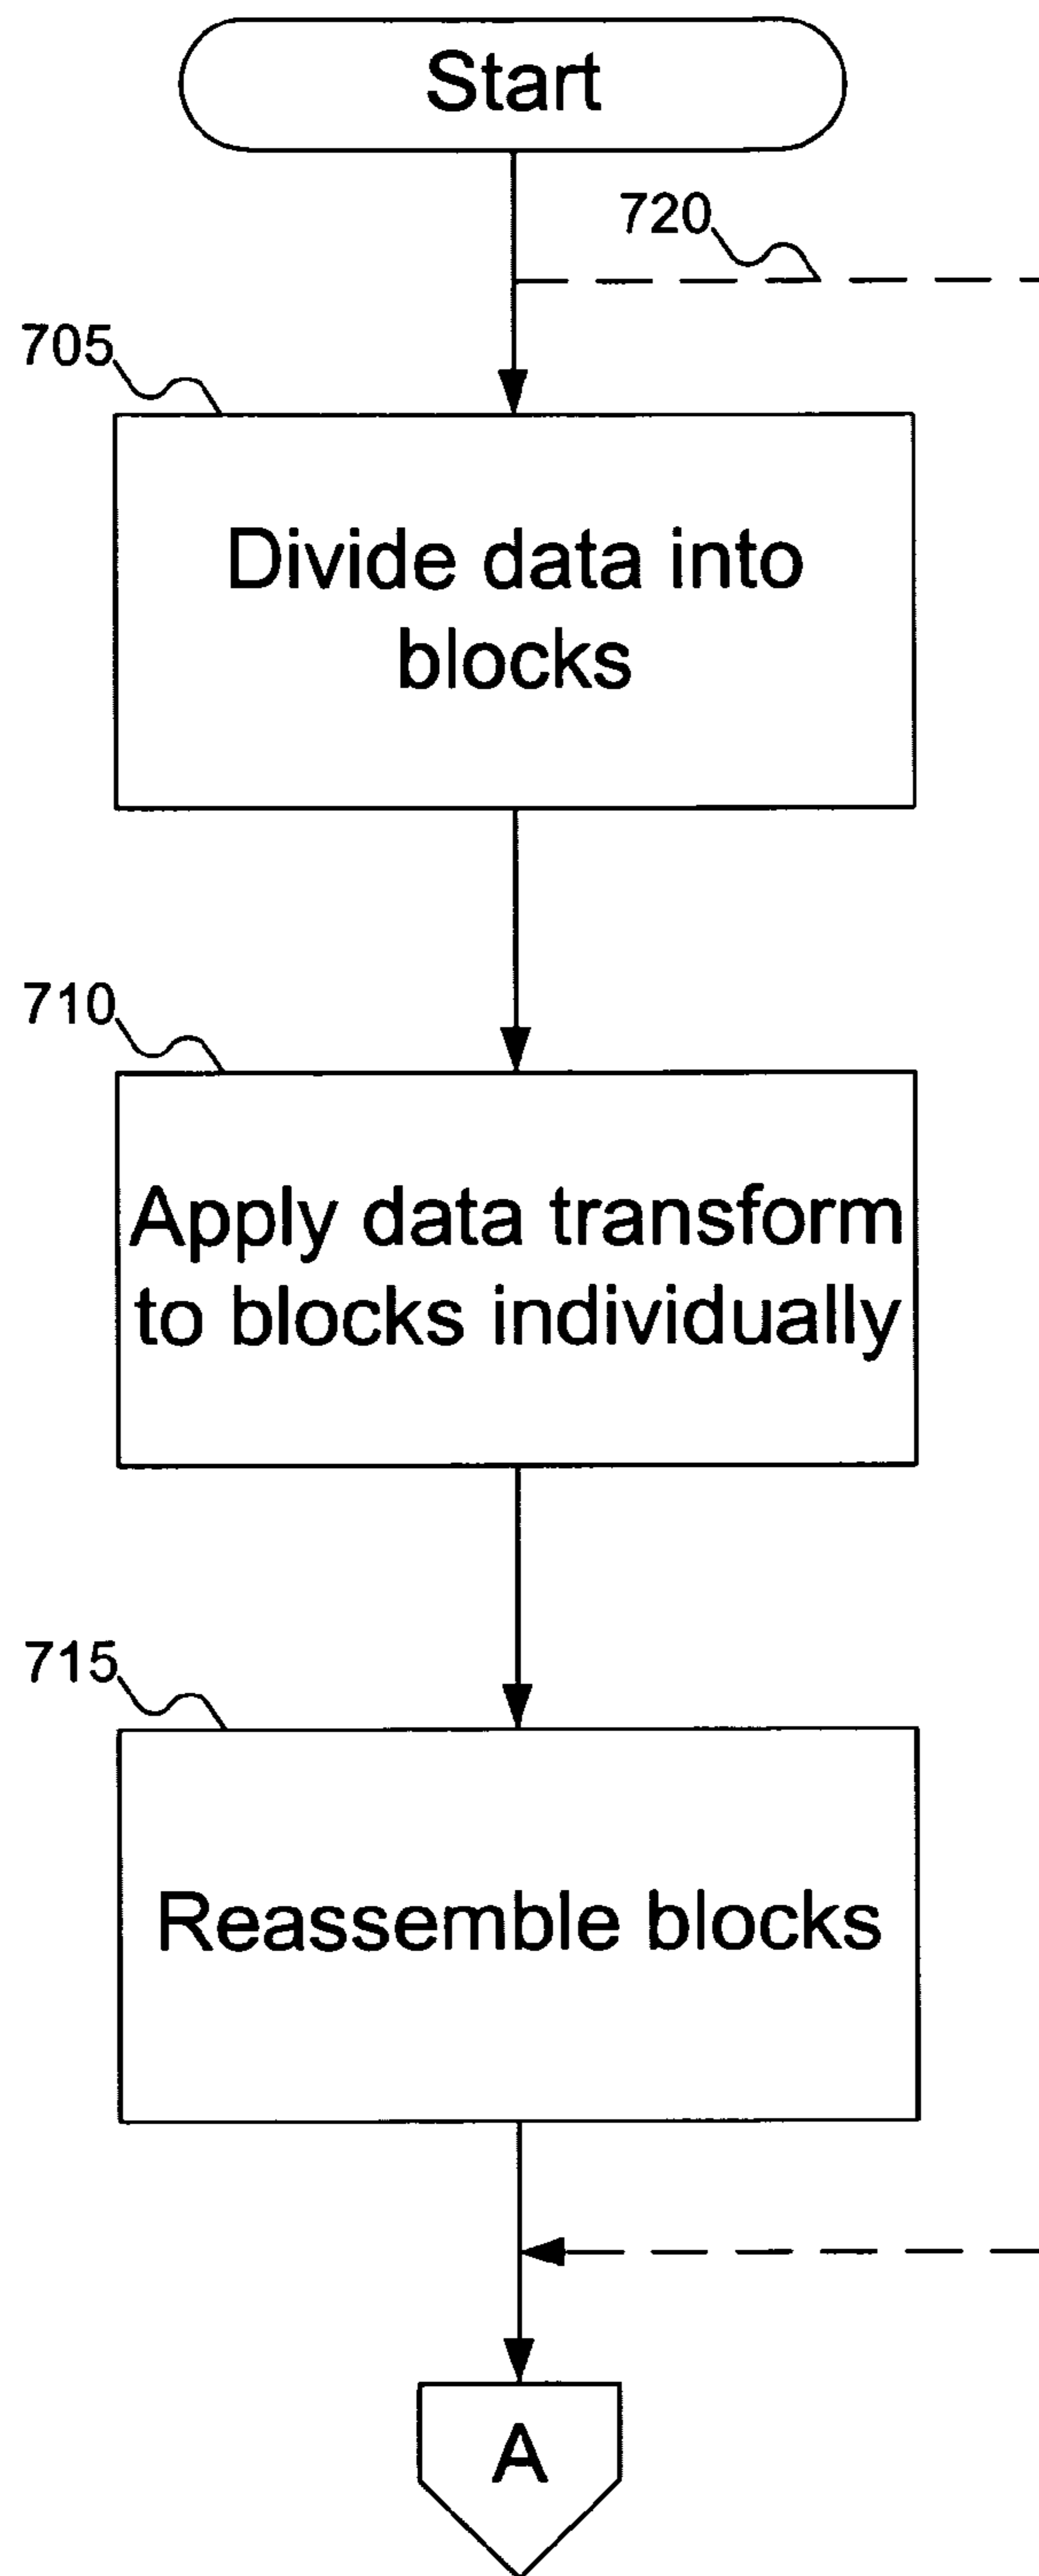 Start
720
705
Divide data into
blocks
710
Apply data transform
to blocks individually
715
Reassemble blocks
A